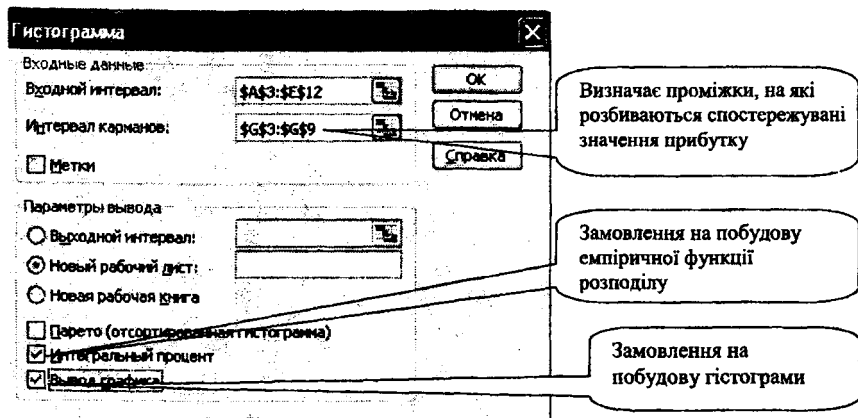 Гистограмма
Входные данные
Входной интервал: $A$3:$E$12
Интервал карманов: $G$3:$G$9
Метки
OK
Отмена
Справка
Параметры вывода
Выходной интервал:
Новый рабочий лист:
Новая рабочая книга
Парето (отсортированная гистограмма)
Интегральный процент
Вывод графика
Визначає проміжки, на які
розбиваються спостережувані
значення прибутку
Замовлення на побудову
емпіричної функції
розподілу
Замовлення на
побудову гістограми